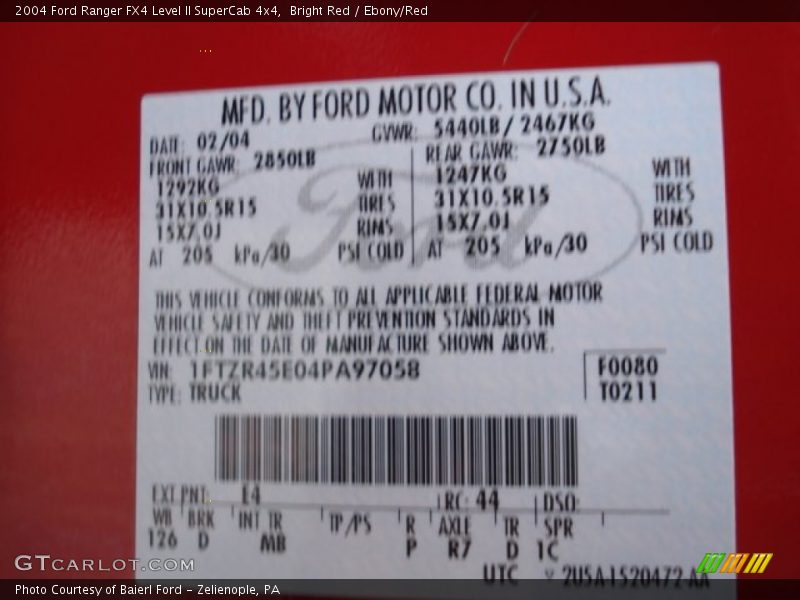 2004 Ford Ranger FX4 Level II SuperCab 4x4,  Bright Red / Ebony/Red
MFD. BY FORD MOTOR CO. IN U.S.A.
DATE: 02/04 GVWR: 5440LB / 2467KG
FRONT GAWR: 2850LB REAR GAWR: 2750LB
1292KG WITH 1247KG WITH
31X10.5R15 TIRES 31X10.5R15 TIRES
15X7.0J RIMS 15X7.0J RIMS
AT 205 kPa/30 PSI COLD AT 205 kPa/30 PSI COLD
Ford
THIS VEHICLE CONFORMS TO ALL APPLICABLE FEDERAL MOTOR
VEHICLE SAFETY AND THEFT PREVENTION STANDARDS IN
EFFECT ON THE DATE OF MANUFACTURE SHOWN ABOVE.
VIN: 1FTZR45E04PA97058 F0080
TYPE: TRUCK T0211
EXT PNT: E4 RC: 44 DSO:
WB BRK INT TR TP/PS R AXLE TR SPR
126 D MB P R7 D 1C
UTC 2U5A-1520472-AA
GTCARLOT.COM
Photo Courtesy of Baierl Ford - Zelienople, PA